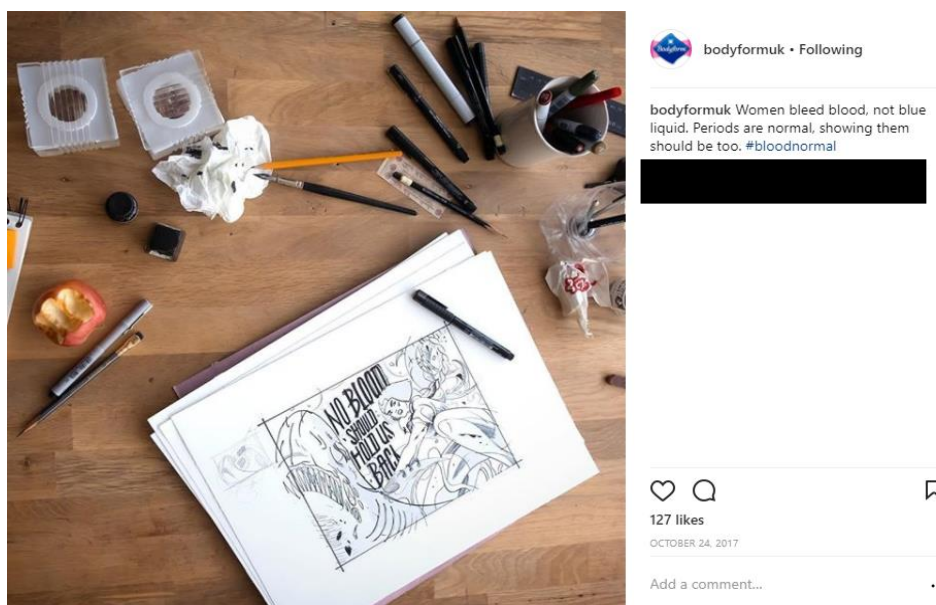 Bodyform
bodyformuk • Following
bodyformuk Women bleed blood, not blue
liquid. Periods are normal, showing them
should be too. #bloodnormal
NO BLOOD
SHOULD
HOLD US
BACK
127 likes
OCTOBER 24, 2017
Add a comment...